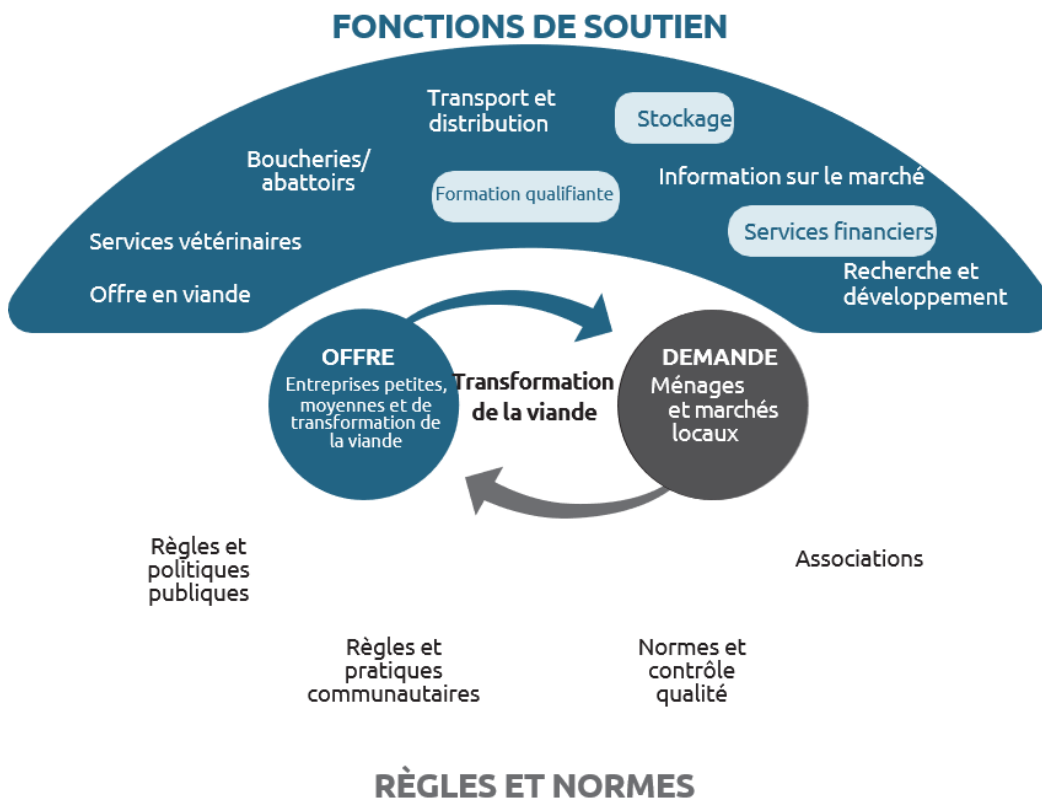 FONCTIONS DE SOUTIEN
Transport et
distribution
Stockage
Boucheries/
abattoirs
Information sur le marché
Formation qualifiante
Services vétérinaires
Services financiers
Offre en viande
Recherche et
développement
OFFRE
Entreprises petites,
moyennes et de
transformation de
la viande
Transformation
de la viande
DEMANDE
Ménages
et marchés
locaux
Règles et
politiques
publiques
Associations
Règles et
pratiques
communautaires
Normes et
contrôle
qualité
RÈGLES ET NORMES